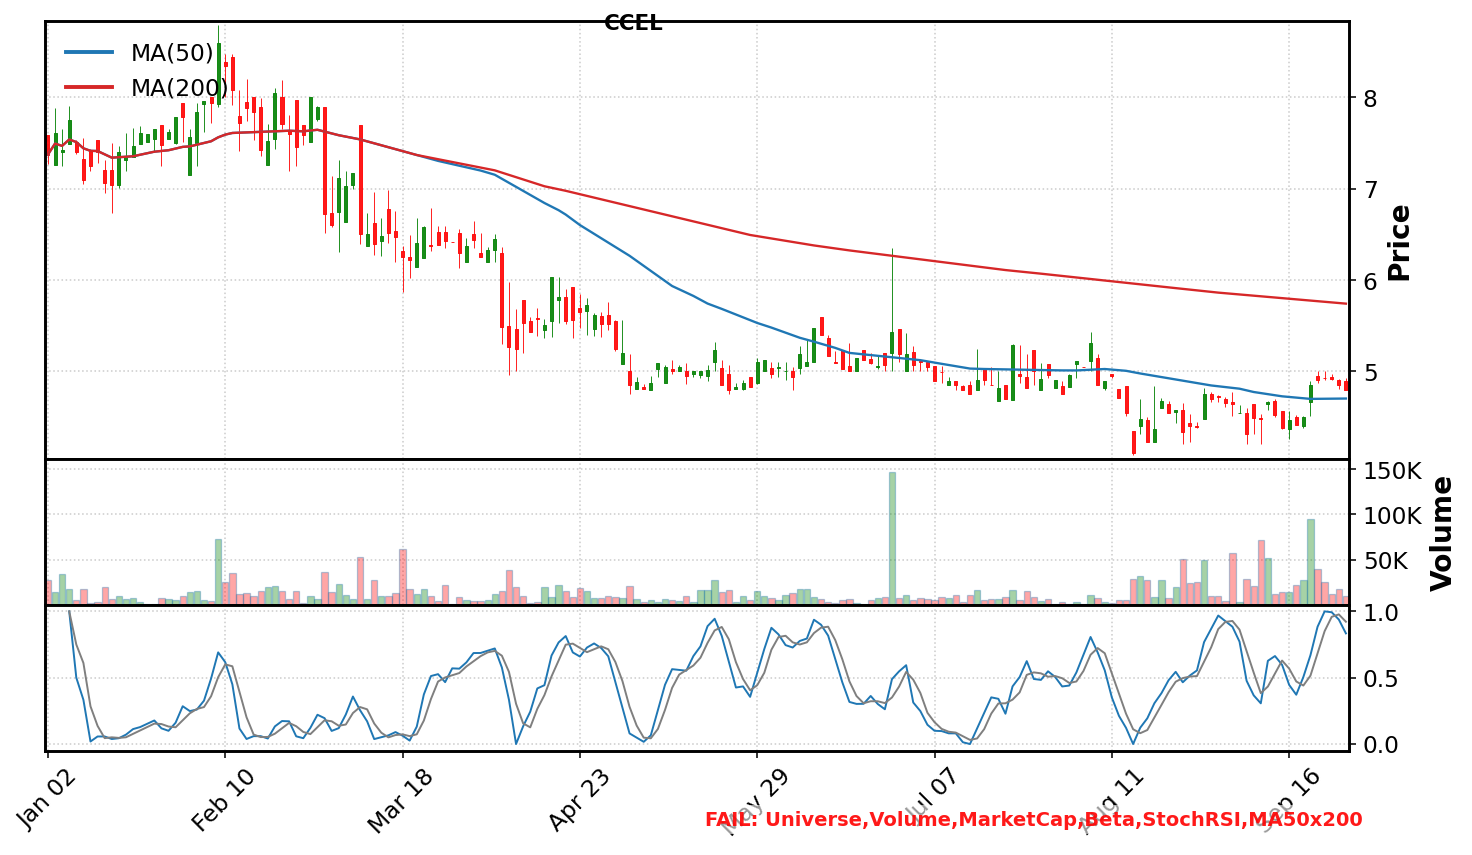 CCEL
MA(50)
MA(200)
8
7
6
5
Price
150K
100K
50K
Volume
1.0
0.5
0.0
Jan 02
Feb 10
Mar 18
Apr 23
May 29
Jul 07
Aug 11
Sep 16
FAIL: Universe,Volume,MarketCap,Beta,StochRSI,MA50x200